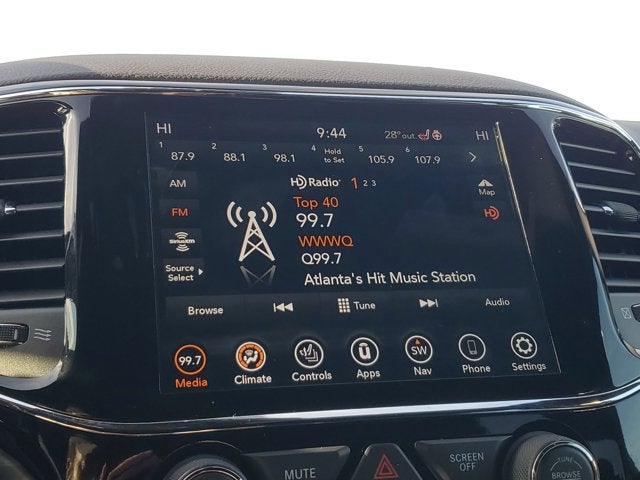 HI 9:44 28° out. HI
1 87.9 2 88.1 3 98.1 4 Hold to Set 5 105.9 6 107.9
AM HD Radio 1 2 3 Map
Top 40
FM 99.7 HD
WWWQ
SiriusXM Q99.7
Source Select Atlanta's Hit Music Station
Browse Tune Audio
99.7 U SW
Media Climate Controls Apps Nav Phone Settings
MUTE SCREEN OFF TUNE BROWSE